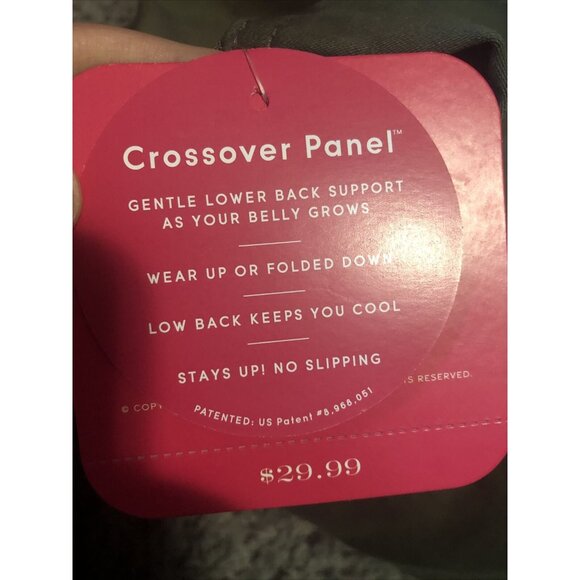 Crossover Panel™
GENTLE LOWER BACK SUPPORT
AS YOUR BELLY GROWS
WEAR UP OR FOLDED DOWN
LOW BACK KEEPS YOU COOL
STAYS UP! NO SLIPPING
PATENTED: US Patent #8,968,051
© COPY
S RESERVED.
$29.99